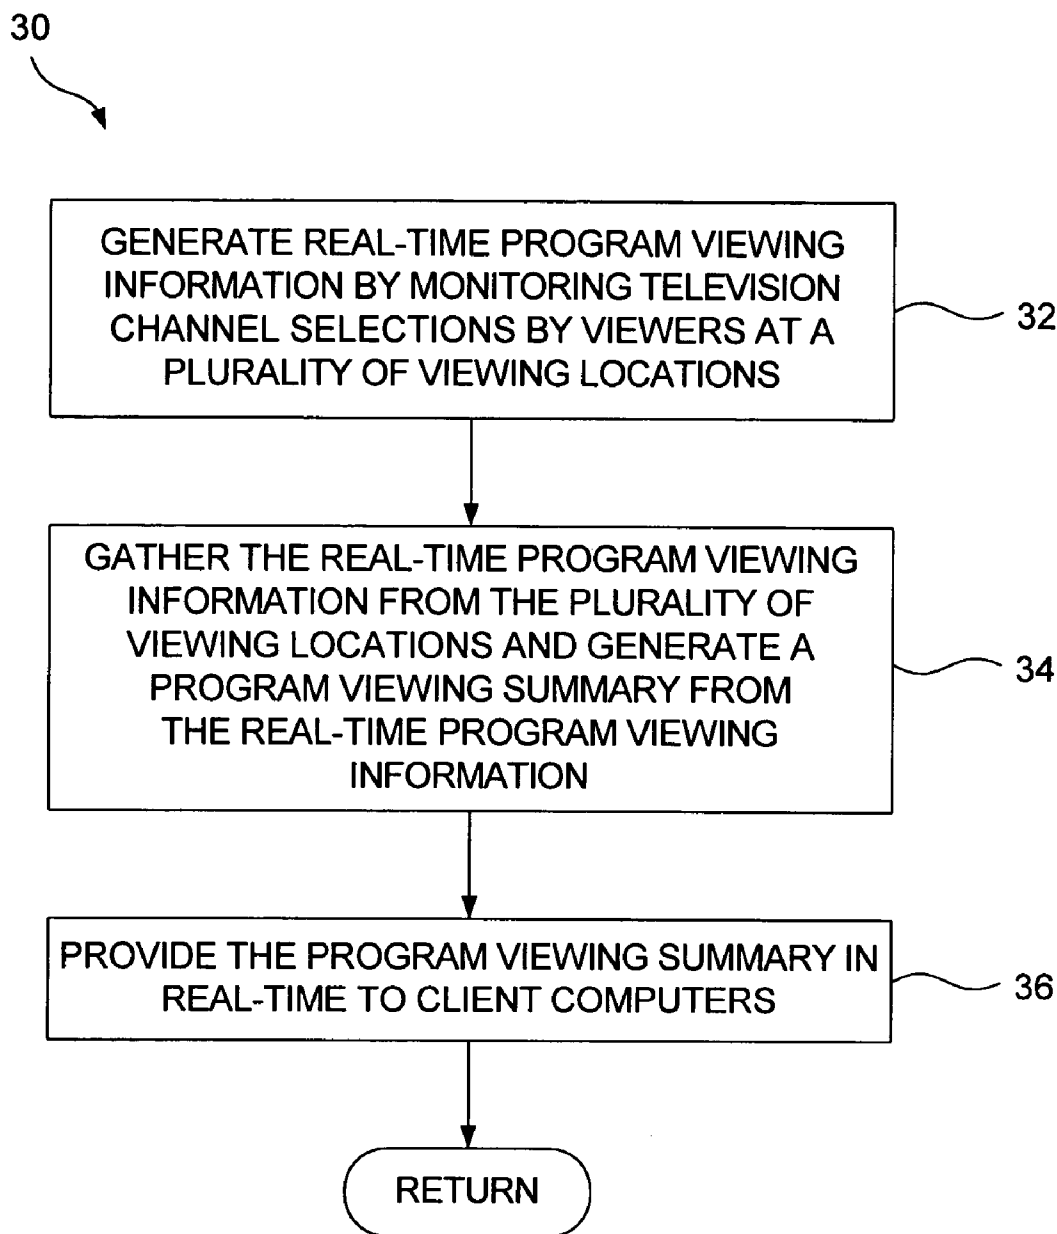 30
GENERATE REAL-TIME PROGRAM VIEWING
INFORMATION BY MONITORING TELEVISION
CHANNEL SELECTIONS BY VIEWERS AT A
PLURALITY OF VIEWING LOCATIONS
32
GATHER THE REAL-TIME PROGRAM VIEWING
INFORMATION FROM THE PLURALITY OF
VIEWING LOCATIONS AND GENERATE A
PROGRAM VIEWING SUMMARY FROM
THE REAL-TIME PROGRAM VIEWING
INFORMATION
34
PROVIDE THE PROGRAM VIEWING SUMMARY IN
REAL-TIME TO CLIENT COMPUTERS
36
RETURN